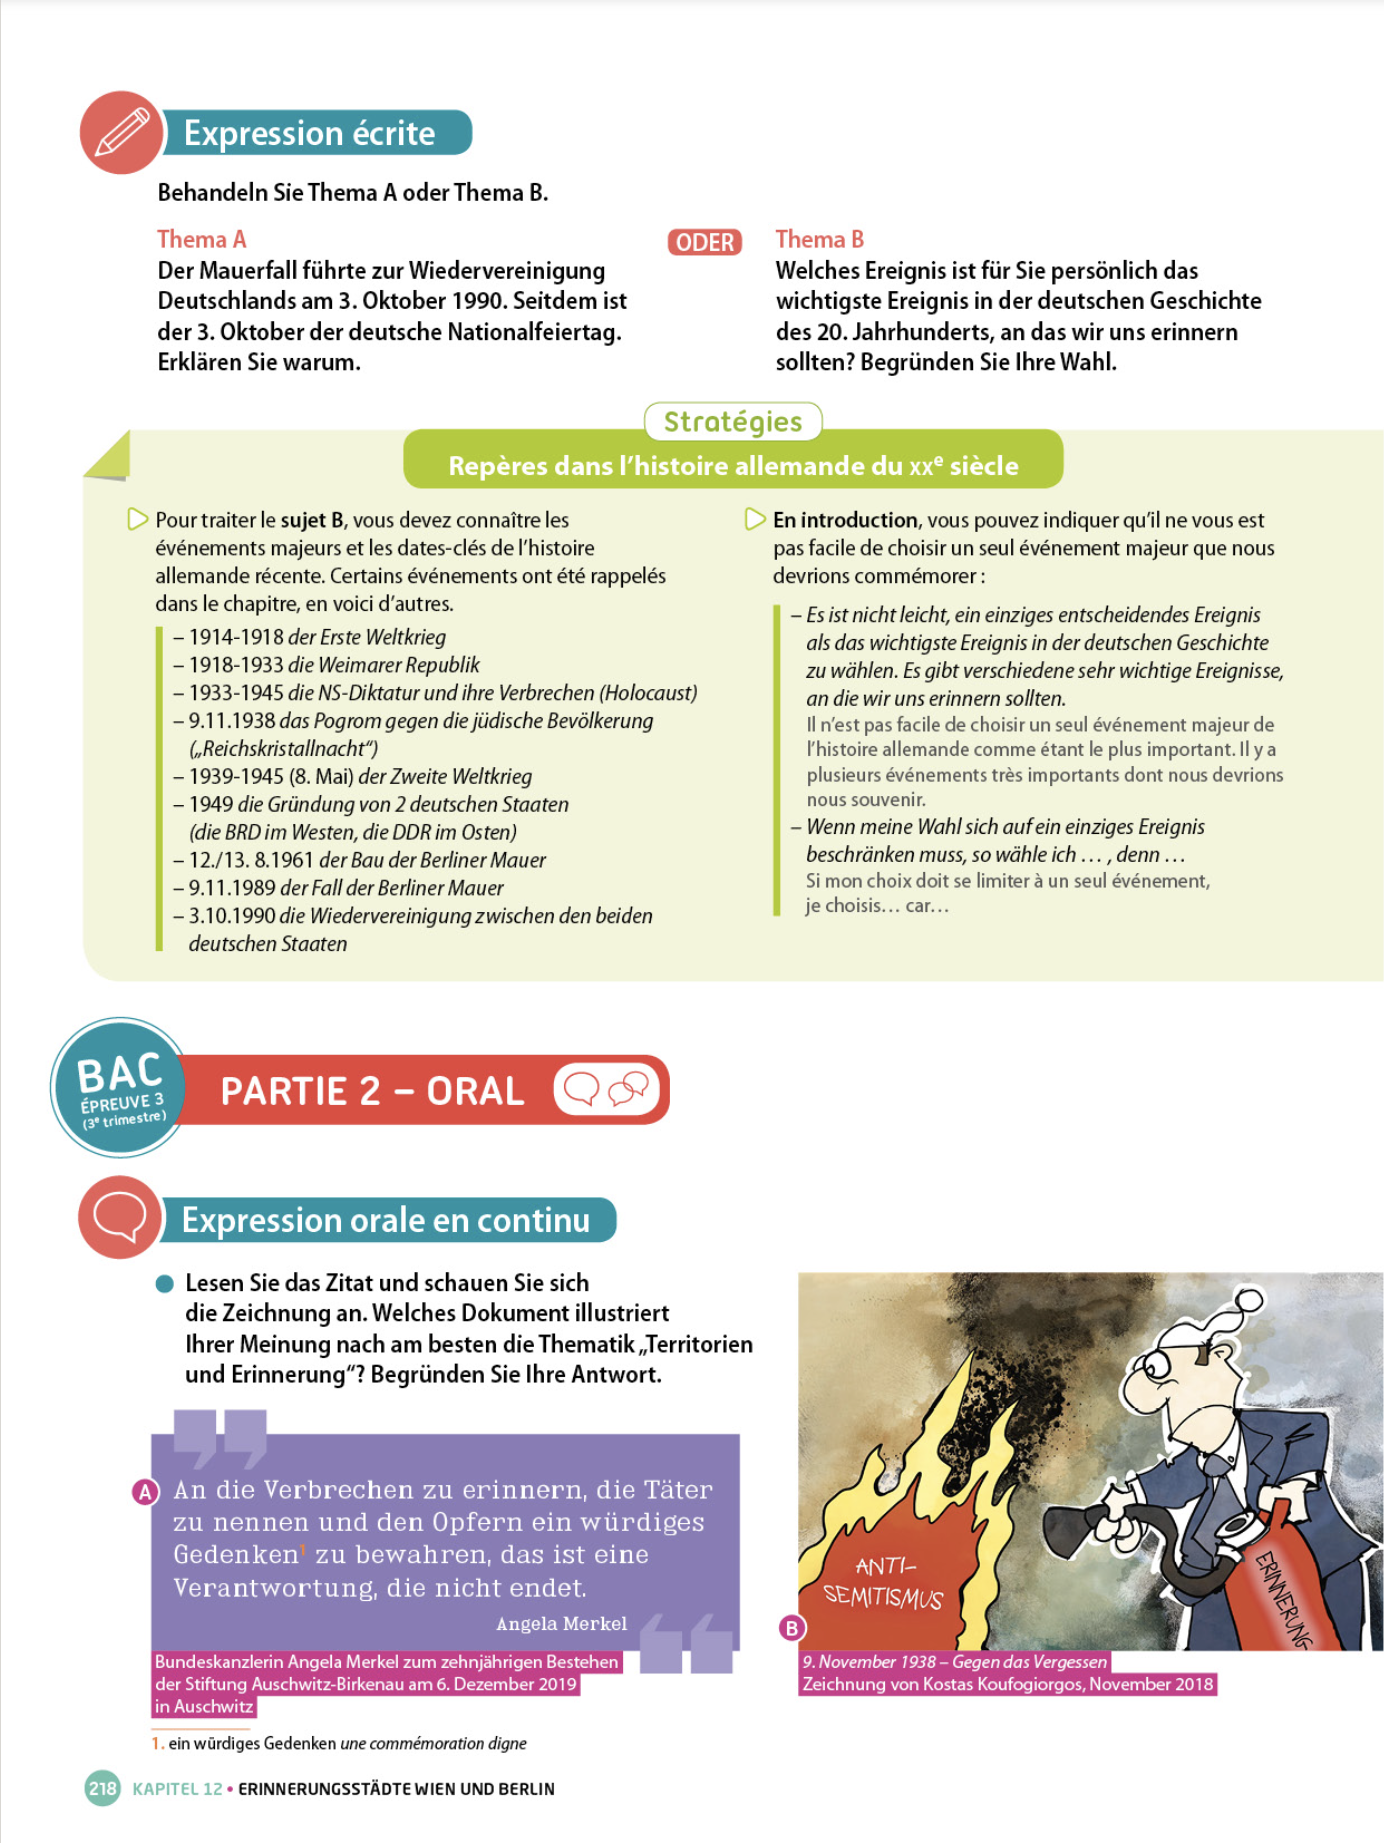 Expression écrite
Behandeln Sie Thema A oder Thema B.
Thema A
Der Mauerfall führte zur Wiedervereinigung
Deutschlands am 3. Oktober 1990. Seitdem ist
der 3. Oktober der deutsche Nationalfeiertag.
Erklären Sie warum.
ODER
Thema B
Welches Ereignis ist für Sie persönlich das
wichtigste Ereignis in der deutschen Geschichte
des 20. Jahrhunderts, an das wir uns erinnern
sollten? Begründen Sie Ihre Wahl.
Stratégies
Repères dans l'histoire allemande du XXe siècle
Pour traiter le sujet B, vous devez connaître les
événements majeurs et les dates-clés de l'histoire
allemande récente. Certains événements ont été rappelés
dans le chapitre, en voici d'autres.
– 1914-1918 der Erste Weltkrieg
– 1918-1933 die Weimarer Republik
– 1933-1945 die NS-Diktatur und ihre Verbrechen (Holocaust)
– 9.11.1938 das Pogrom gegen die jüdische Bevölkerung
(„Reichskristallnacht“)
– 1939-1945 (8. Mai) der Zweite Weltkrieg
– 1949 die Gründung von 2 deutschen Staaten
(die BRD im Westen, die DDR im Osten)
– 12./13. 8.1961 der Bau der Berliner Mauer
– 9.11.1989 der Fall der Berliner Mauer
– 3.10.1990 die Wiedervereinigung zwischen den beiden
deutschen Staaten
En introduction, vous pouvez indiquer qu'il ne vous est
pas facile de choisir un seul événement majeur que nous
devrions commémorer :
– Es ist nicht leicht, ein einziges entscheidendes Ereignis
als das wichtigste Ereignis in der deutschen Geschichte
zu wählen. Es gibt verschiedene sehr wichtige Ereignisse,
an die wir uns erinnern sollten.
Il n'est pas facile de choisir un seul événement majeur de
l'histoire allemande comme étant le plus important. Il y a
plusieurs événements très importants dont nous devrions
nous souvenir.
– Wenn meine Wahl sich auf ein einziges Ereignis
beschränken muss, so wähle ich … , denn …
Si mon choix doit se limiter à un seul événement,
je choisis… car…
BAC
ÉPREUVE 3
(3e trimestre)
PARTIE 2 – ORAL
Expression orale en continu
Lesen Sie das Zitat und schauen Sie sich
die Zeichnung an. Welches Dokument illustriert
Ihrer Meinung nach am besten die Thematik „Territorien
und Erinnerung“? Begründen Sie Ihre Antwort.
A
An die Verbrechen zu erinnern, die Täter
zu nennen und den Opfern ein würdiges
Gedenken1 zu bewahren, das ist eine
Verantwortung, die nicht endet.
Angela Merkel
Bundeskanzlerin Angela Merkel zum zehnjährigen Bestehen
der Stiftung Auschwitz-Birkenau am 6. Dezember 2019
in Auschwitz
1. ein würdiges Gedenken une commémoration digne
ANTI-
SEMITISMUS
ERINNERUNG
B
9. November 1938 – Gegen das Vergessen
Zeichnung von Kostas Koufogiorgos, November 2018
218 KAPITEL 12 • ERINNERUNGSSTÄDTE WIEN UND BERLIN